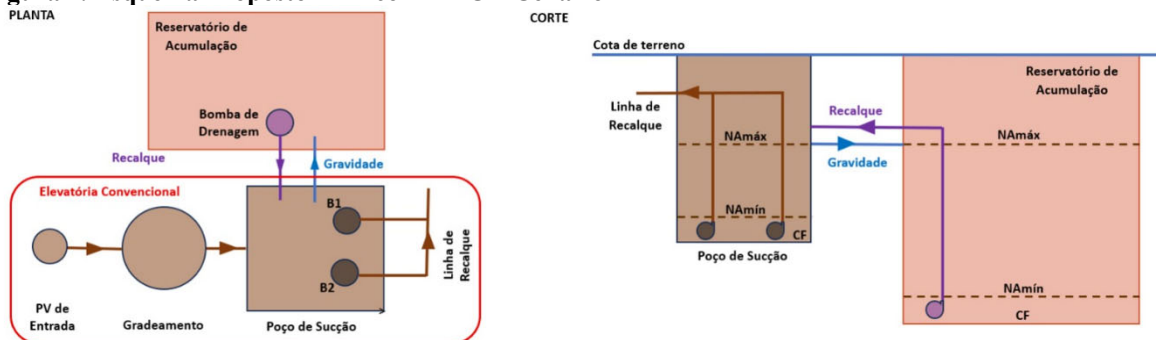 PLANTA
Reservatório de
Acumulação
Bomba de
Drenagem
Recalque
Gravidade
Elevatória Convencional
B1
B2
Linha de
Recalque
PV de
Entrada
Gradeamento
Poço de Sucção
CORTE
Cota de terreno
Reservatório de
Acumulação
Linha de
Recalque
Recalque
NAmáx
NAmáx
Gravidade
NAmín
CF
Poço de Sucção
NAmín
CF